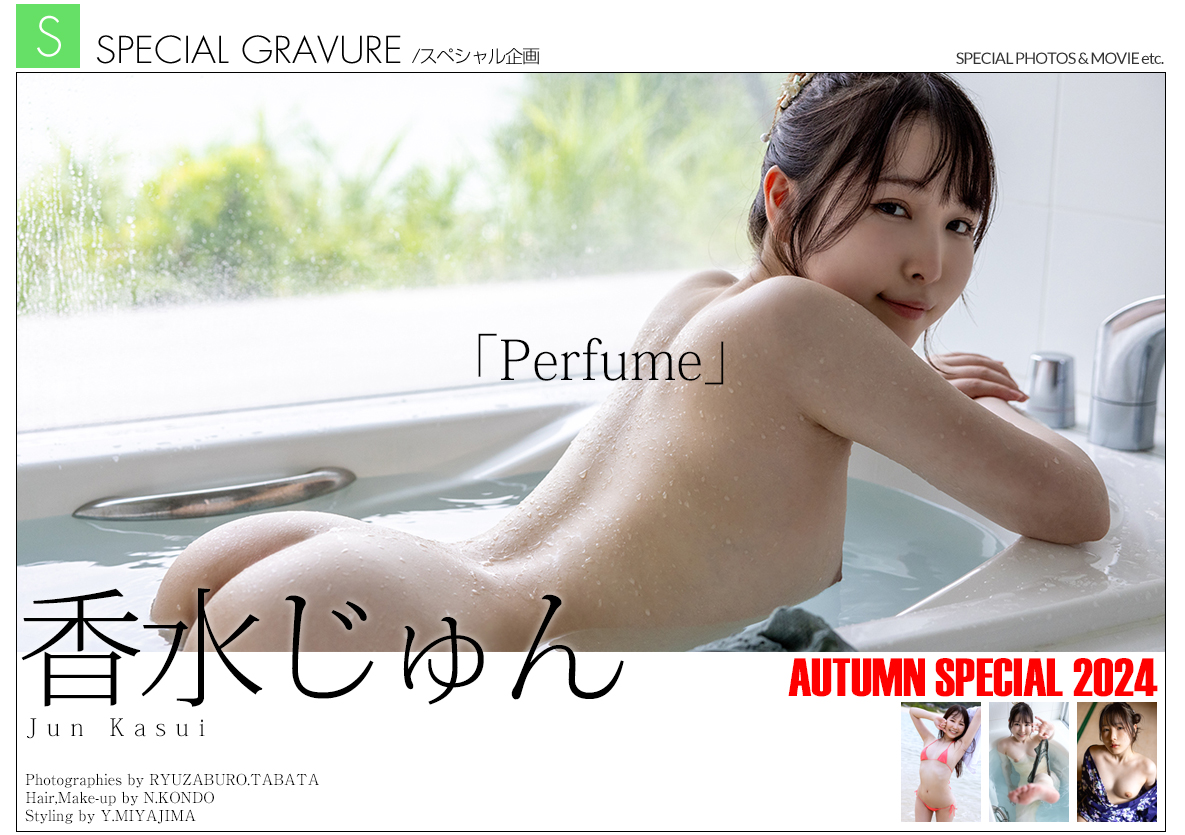 S
SPECIAL GRAVURE /スペシャル企画
SPECIAL PHOTOS & MOVIE etc.
「Perfume」
香水じゅん
Jun Kasui
AUTUMN SPECIAL 2024
Photographies by RYUZABURO.TABATA
Hair,Make-up by N.KONDO
Styling by Y.MIYAJIMA